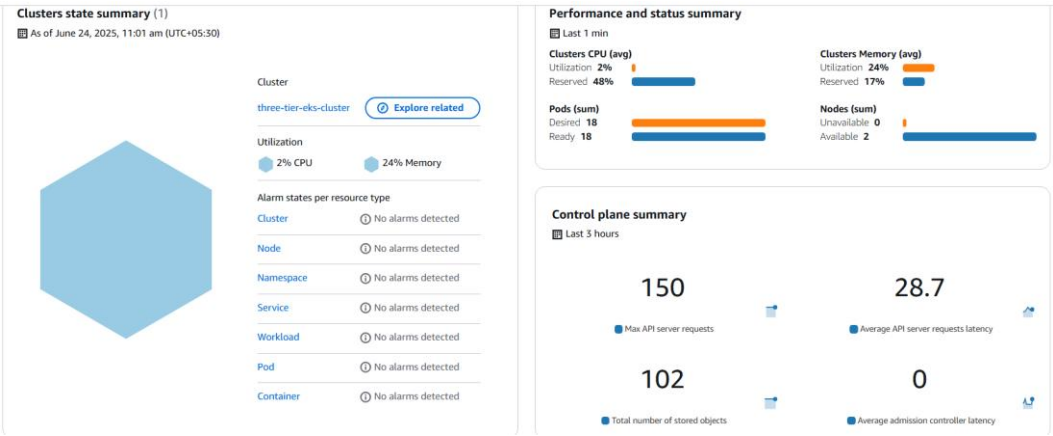 Clusters state summary (1)
As of June 24, 2025, 11:01 am (UTC+05:30)
Cluster
three-tier-eks-cluster
Explore related
Utilization
2% CPU
24% Memory
Alarm states per resource type
Cluster No alarms detected
Node No alarms detected
Namespace No alarms detected
Service No alarms detected
Workload No alarms detected
Pod No alarms detected
Container No alarms detected
Performance and status summary
Last 1 min
Clusters CPU (avg)
Utilization 2%
Reserved 48%
Clusters Memory (avg)
Utilization 24%
Reserved 17%
Pods (sum)
Desired 18
Ready 18
Nodes (sum)
Unavailable 0
Available 2
Control plane summary
Last 3 hours
150
Max API server requests
28.7
Average API server requests latency
102
Total number of stored objects
0
Average admission controller latency